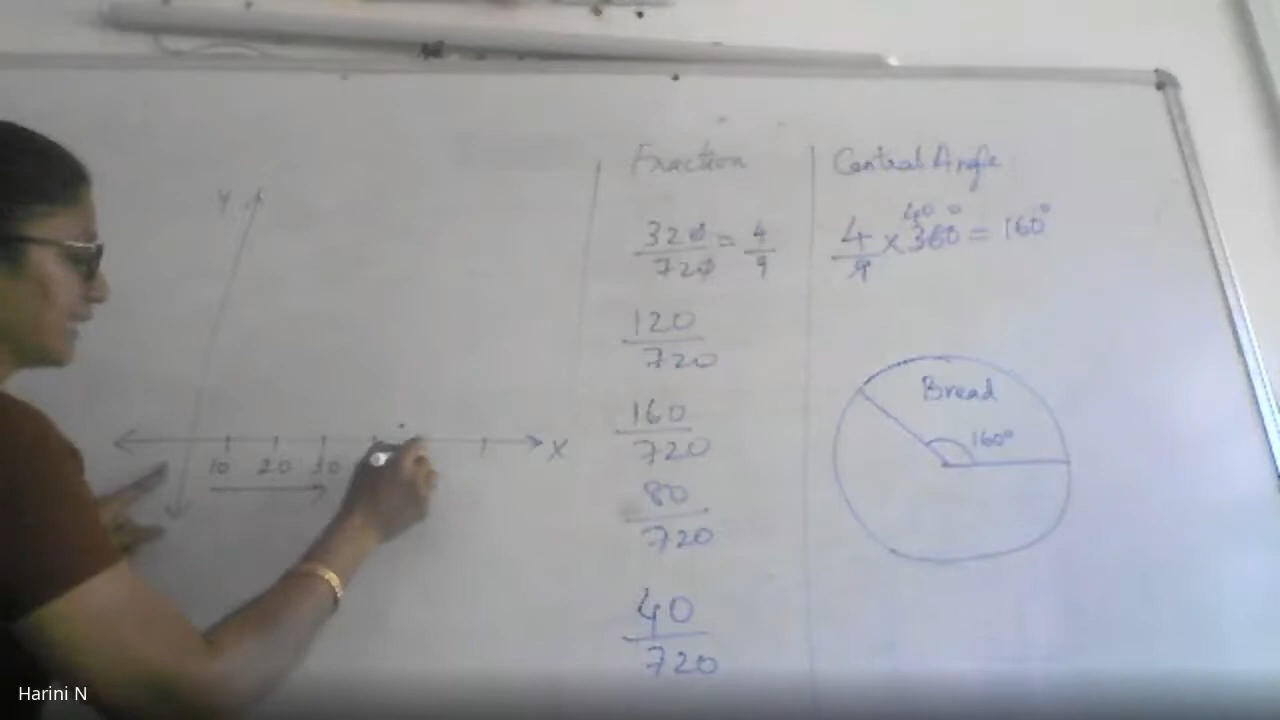 Y
10 20 30
X
Fraction
320/720 = 4/9
120/720
160/720
80/720
40/720
Central Angle
40
4/9 x 360° = 160°
Bread
160°
Harini N